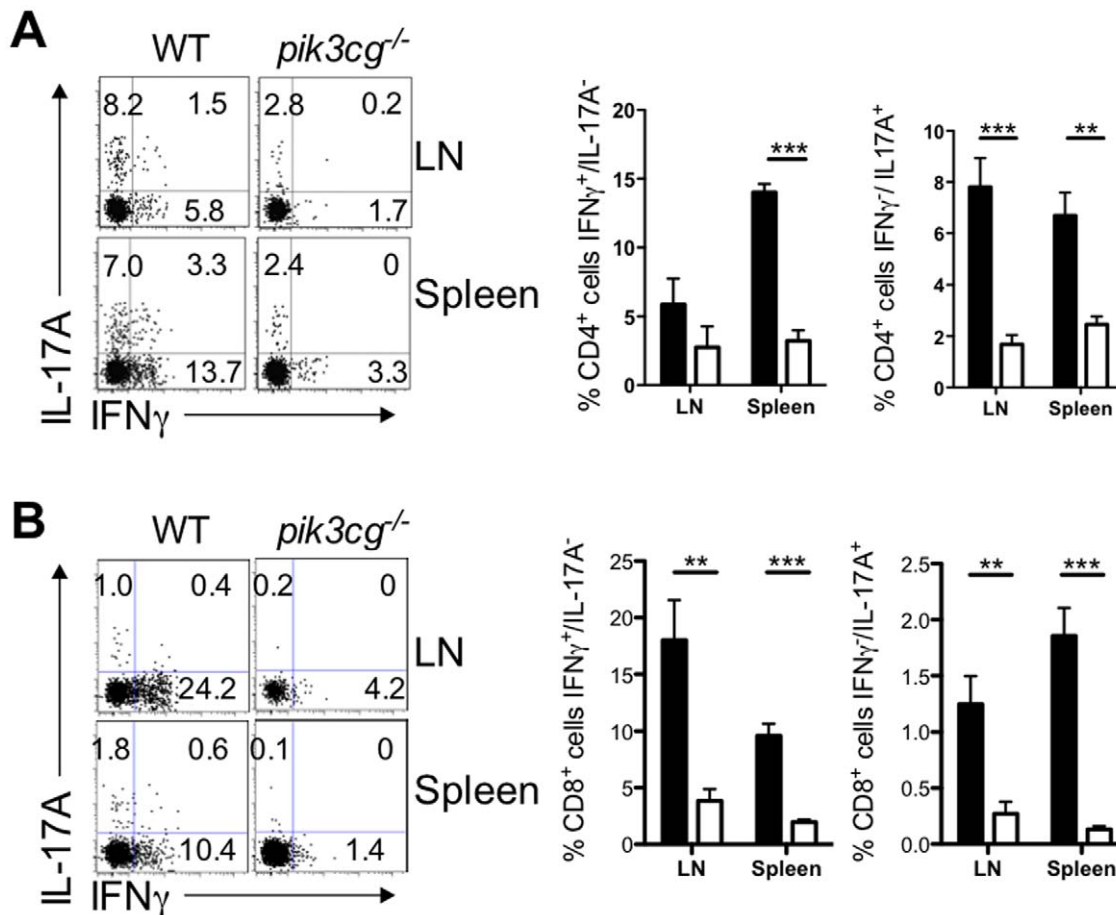 A
WT pik3cg-/-
8.2 1.5 2.8 0.2
LN
5.8 1.7
7.0 3.3 2.4 0
Spleen
13.7 3.3
IL-17A
IFNγ
% CD4+ cells IFNγ+/IL-17A-
20
15
10
5
0
***
LN Spleen
% CD4+ cells IFNγ-/ IL17A+
10
8
6
4
2
0
*** **
LN Spleen
B
WT pik3cg-/-
1.0 0.4 0.2 0
LN
24.2 4.2
1.8 0.6 0.1 0
Spleen
10.4 1.4
IL-17A
IFNγ
% CD8+ cells IFNγ+/IL-17A-
25
20
15
10
5
0
** ***
LN Spleen
% CD8+ cells IFNγ-/IL-17A+
2.5
2.0
1.5
1.0
0.5
0.0
** ***
LN Spleen